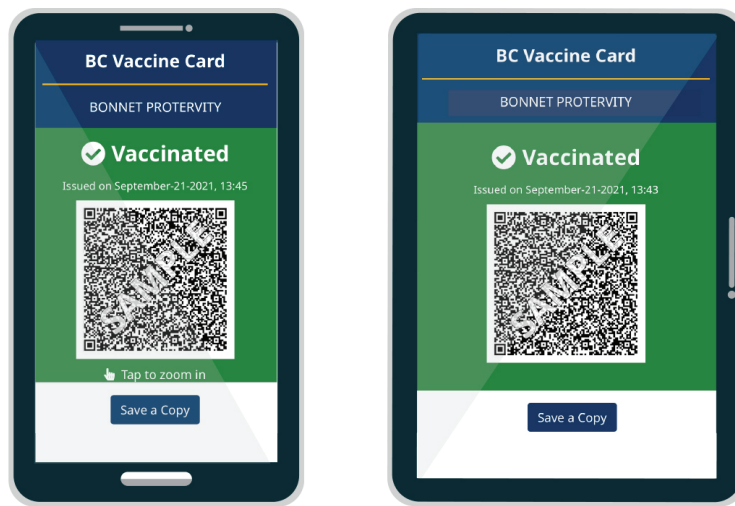 BC Vaccine Card
BONNET PROTERVITY
Vaccinated
Issued on September-21-2021, 13:45
SAMPLE
Tap to zoom in
Save a Copy
BC Vaccine Card
BONNET PROTERVITY
Vaccinated
Issued on September-21-2021, 13:43
SAMPLE
Save a Copy